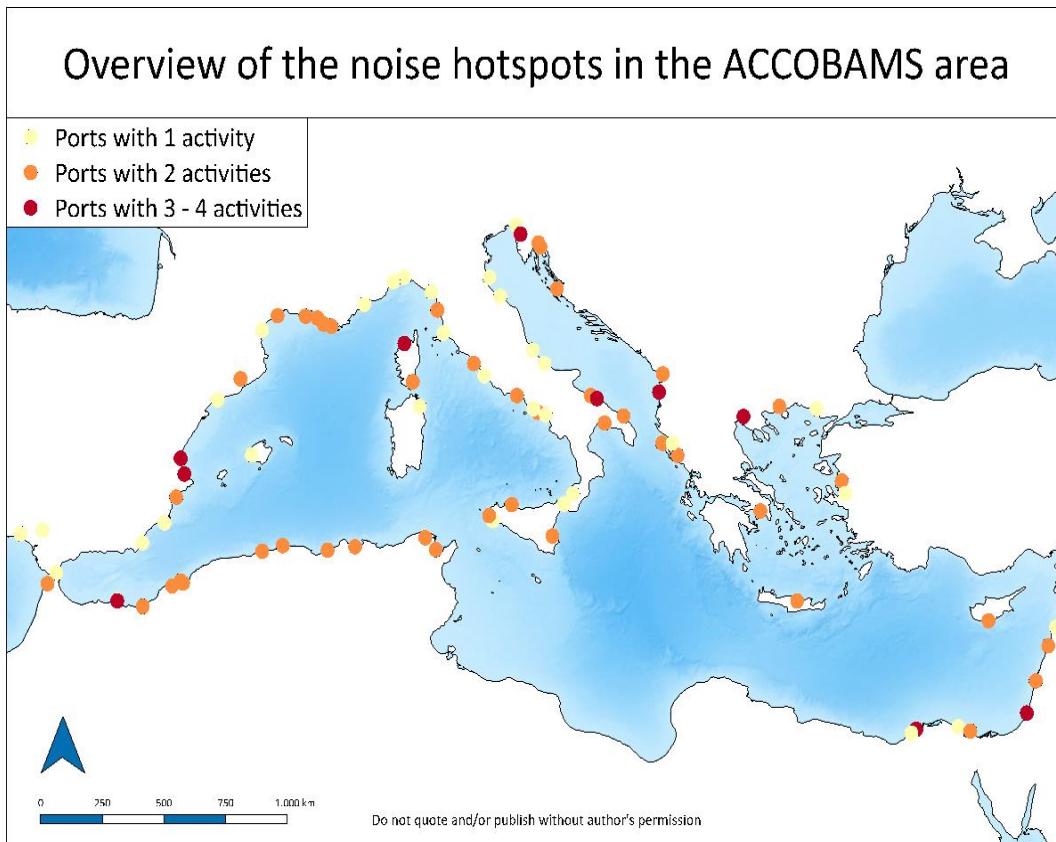 Overview of the noise hotspots in the ACCOBAMS area
Ports with 1 activity
Ports with 2 activities
Ports with 3 - 4 activities
0 250 500 750 1.000 km
Do not quote and/or publish without author's permission